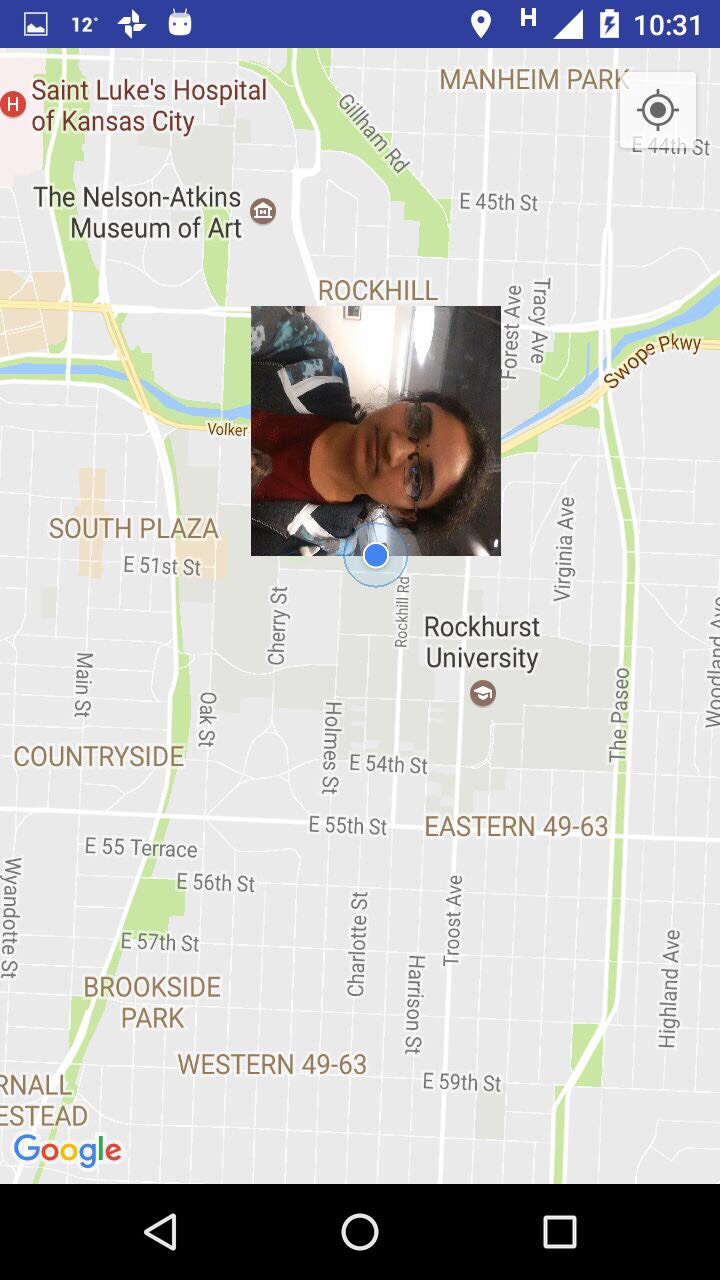 12°
H
10:31
MANHEIM PARK
H
Saint Luke's Hospital
of Kansas City
Gillham Rd
E 44th St
The Nelson-Atkins
Museum of Art
E 45th St
ROCKHILL
Forest Ave
Tracy Ave
Swope Pkwy
Volker
SOUTH PLAZA
E 51st St
Virginia Ave
Cherry St
Rockhill Rd
Rockhurst
University
Woodland Ave
Main St
Oak St
Holmes St
The Paseo
COUNTRYSIDE
E 54th St
E 55th St
EASTERN 49-63
E 55 Terrace
Wyandotte St
E 56th St
Charlotte St
Troost Ave
E 57th St
Harrison St
Highland Ave
BROOKSIDE
PARK
WESTERN 49-63
E 59th St
RNALL
ESTEAD
Google